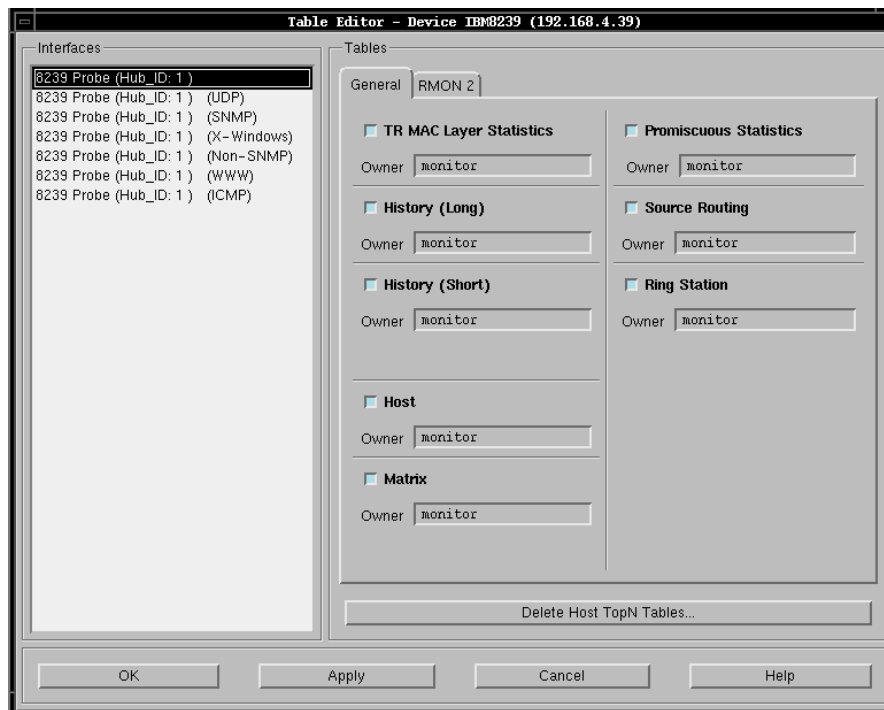 Table Editor - Device IBM8239 (192.168.4.39)
Interfaces
8239 Probe (Hub_ID: 1 )
8239 Probe (Hub_ID: 1 ) (UDP)
8239 Probe (Hub_ID: 1 ) (SNMP)
8239 Probe (Hub_ID: 1 ) (X-Windows)
8239 Probe (Hub_ID: 1 ) (Non-SNMP)
8239 Probe (Hub_ID: 1 ) (WWW)
8239 Probe (Hub_ID: 1 ) (ICMP)
Tables
General RMON 2
TR MAC Layer Statistics
Owner monitor
History (Long)
Owner monitor
History (Short)
Owner monitor
Host
Owner monitor
Matrix
Owner monitor
Promiscuous Statistics
Owner monitor
Source Routing
Owner monitor
Ring Station
Owner monitor
Delete Host TopN Tables...
OK Apply Cancel Help